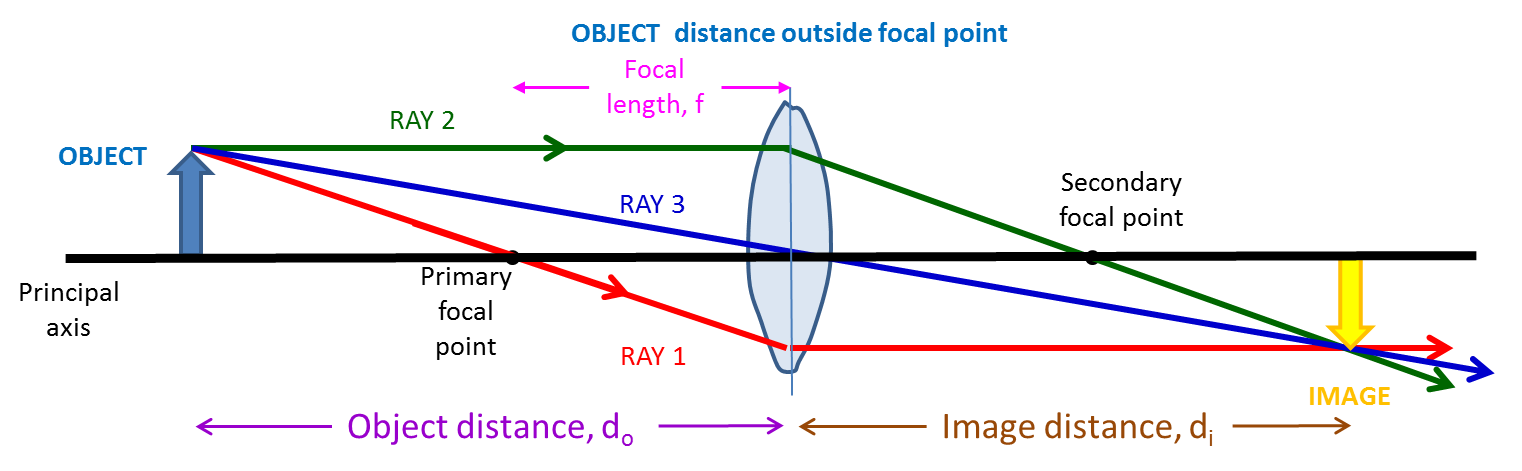 OBJECT distance outside focal point
Focal
length, f
RAY 2
OBJECT
Secondary
focal point
RAY 3
Primary
focal
point
Principal
axis
RAY 1
IMAGE
Object distance, dₒ
Image distance, dᵢ